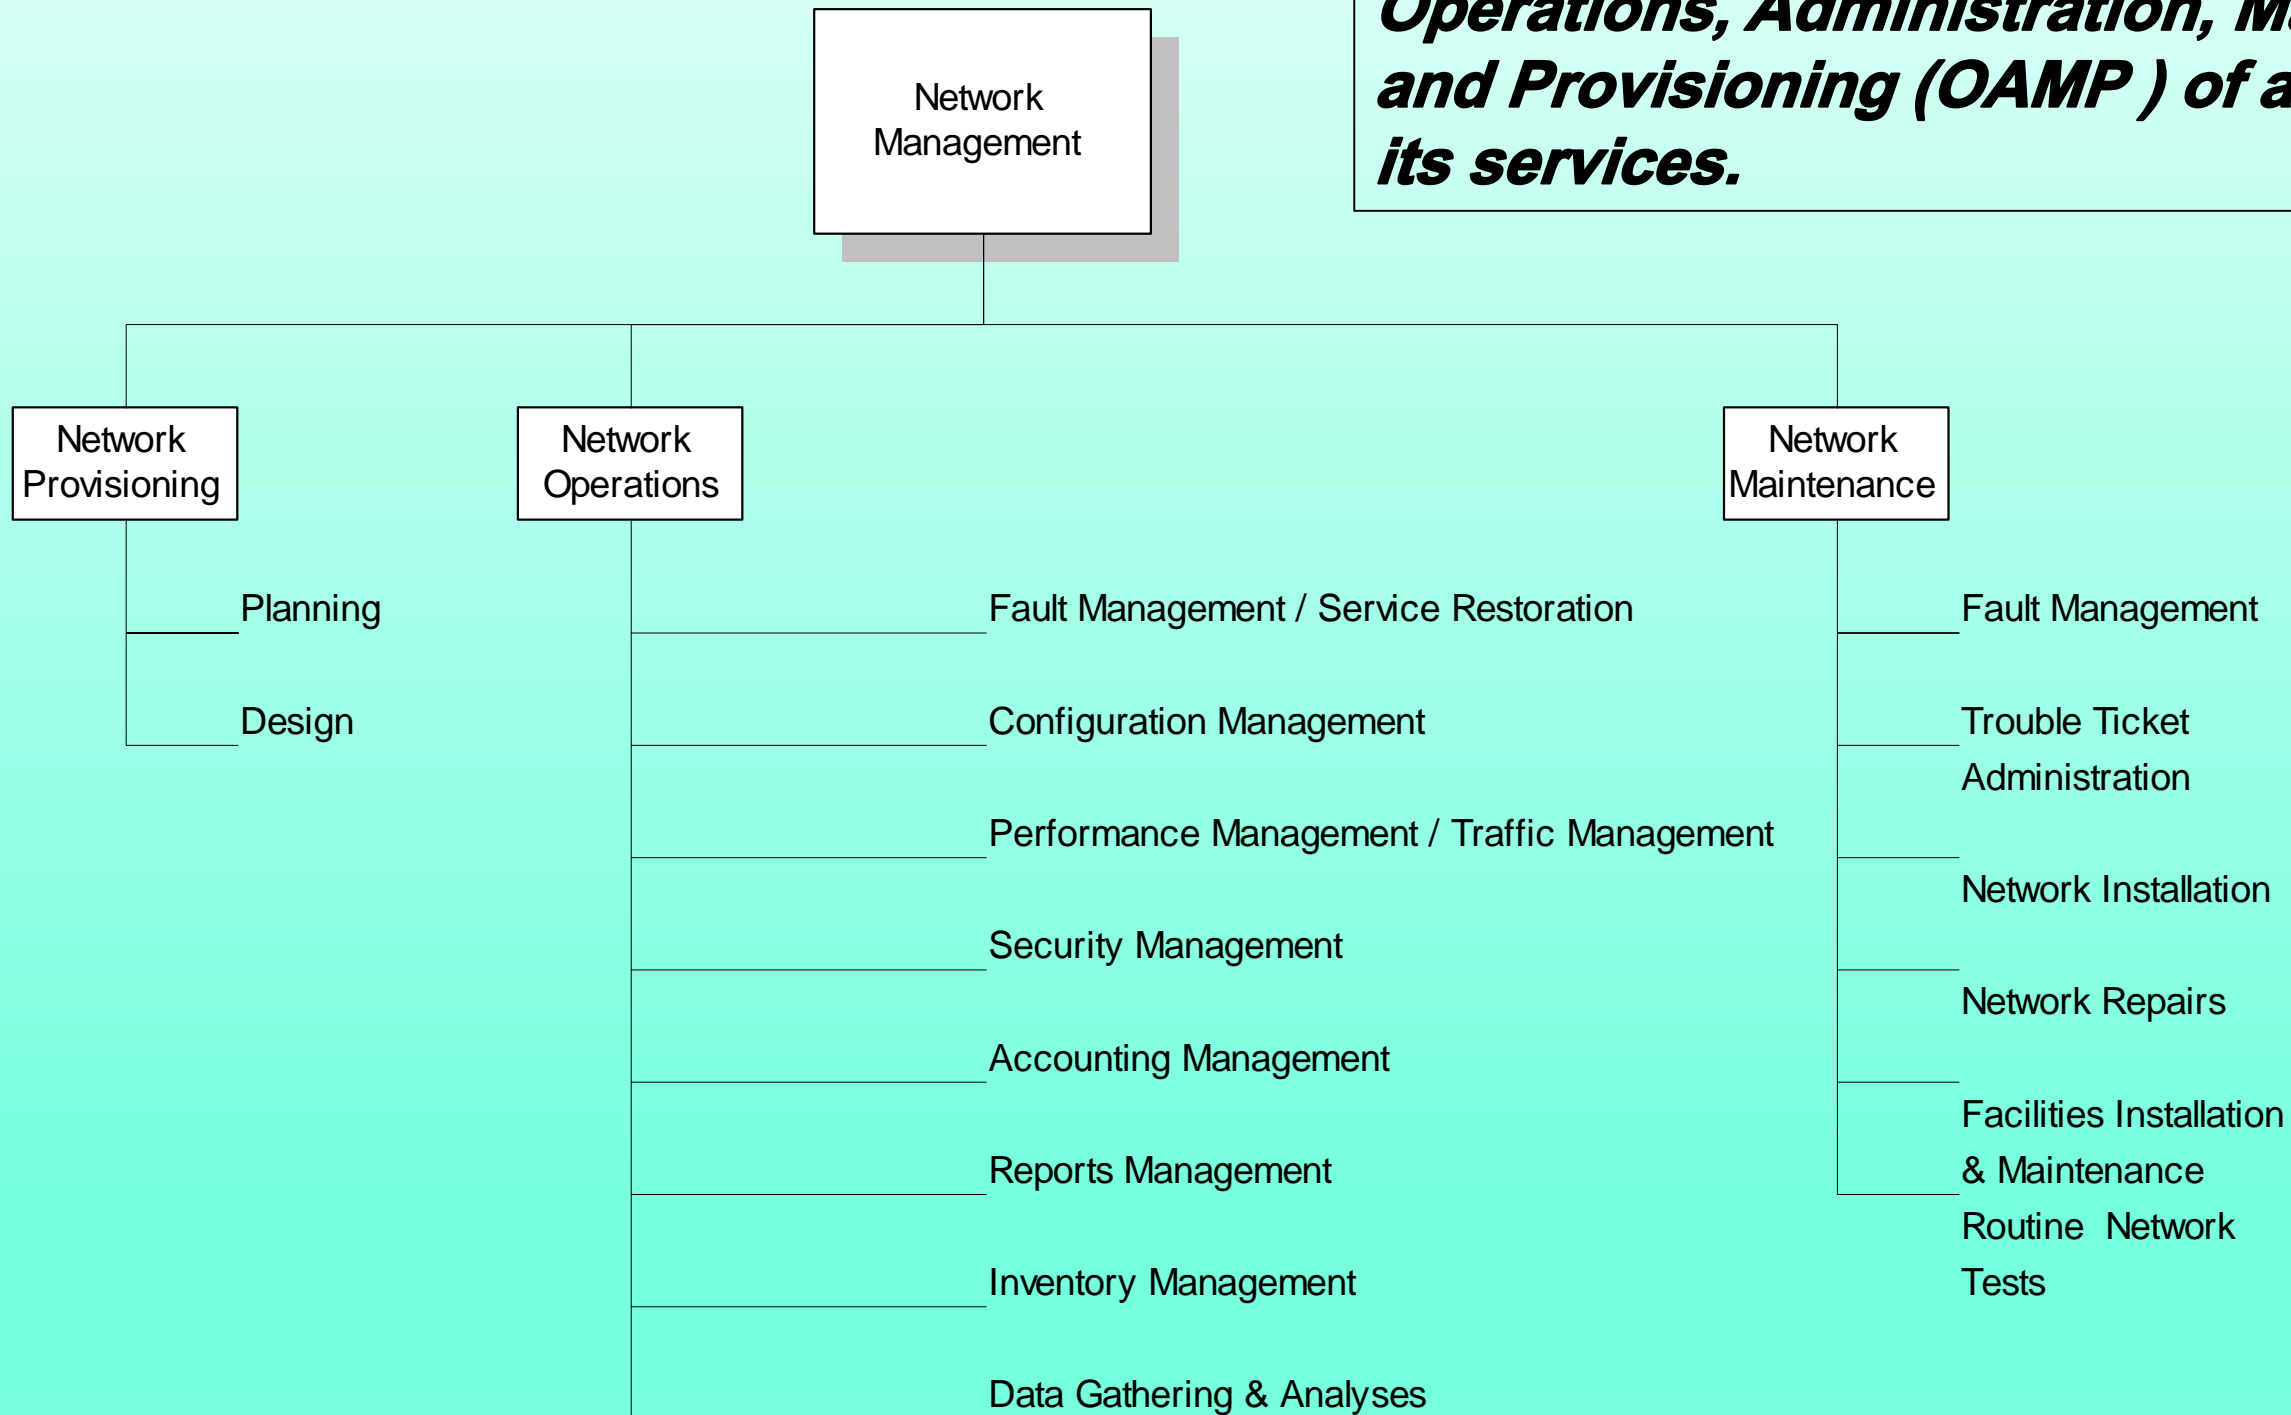 Network
Management
Operations, Administration,
and Provisioning (OAMP ) of
its services.
Network
Provisioning
Planning
Design
Network
Operations
Fault Management / Service Restoration
Configuration Management
Performance Management / Traffic Management
Security Management
Accounting Management
Reports Management
Inventory Management
Data Gathering & Analyses
Network
Maintenance
Fault Management
Trouble Ticket
Administration
Network Installation
Network Repairs
Facilities Installation
& Maintenance
Routine  Network
Tests